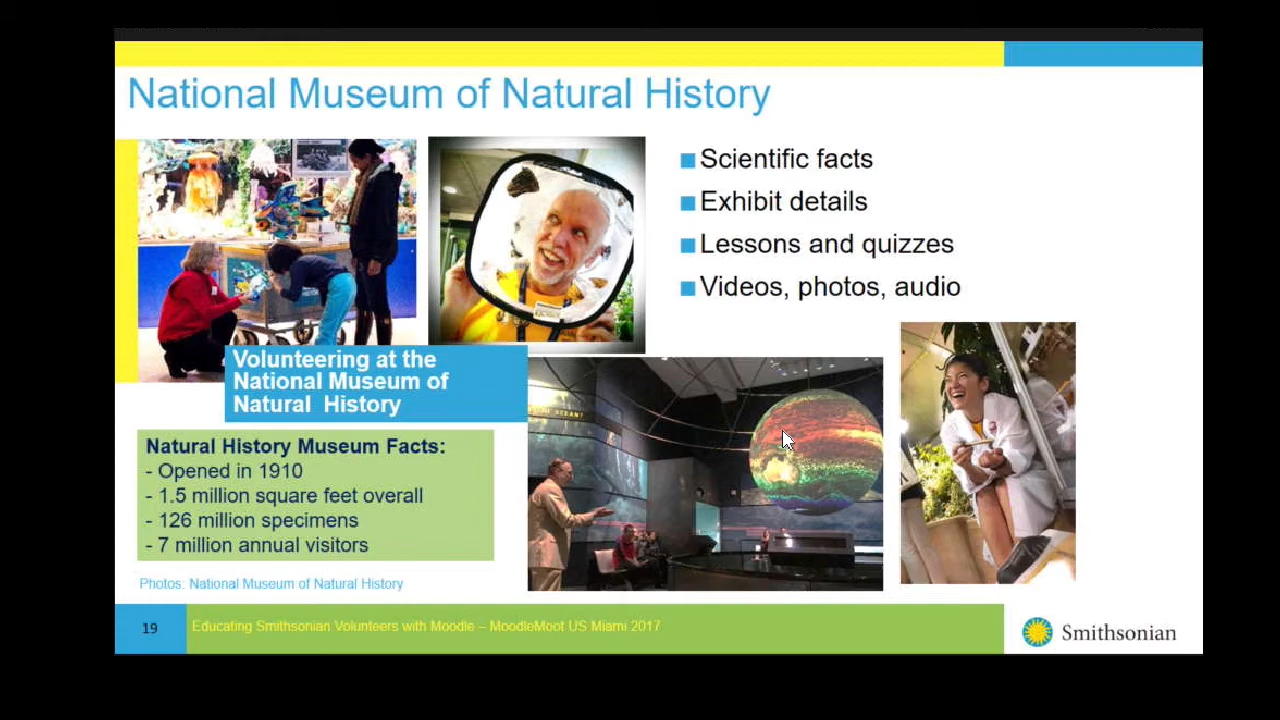 National Museum of Natural History
Scientific facts
Exhibit details
Lessons and quizzes
Videos, photos, audio
Volunteering at the
National Museum of
Natural History
Natural History Museum Facts:
- Opened in 1910
- 1.5 million square feet overall
- 126 million specimens
- 7 million annual visitors
Photos: National Museum of Natural History
19
Educating Smithsonian Volunteers with Moodle – MoodleMoot US Miami 2017
Smithsonian